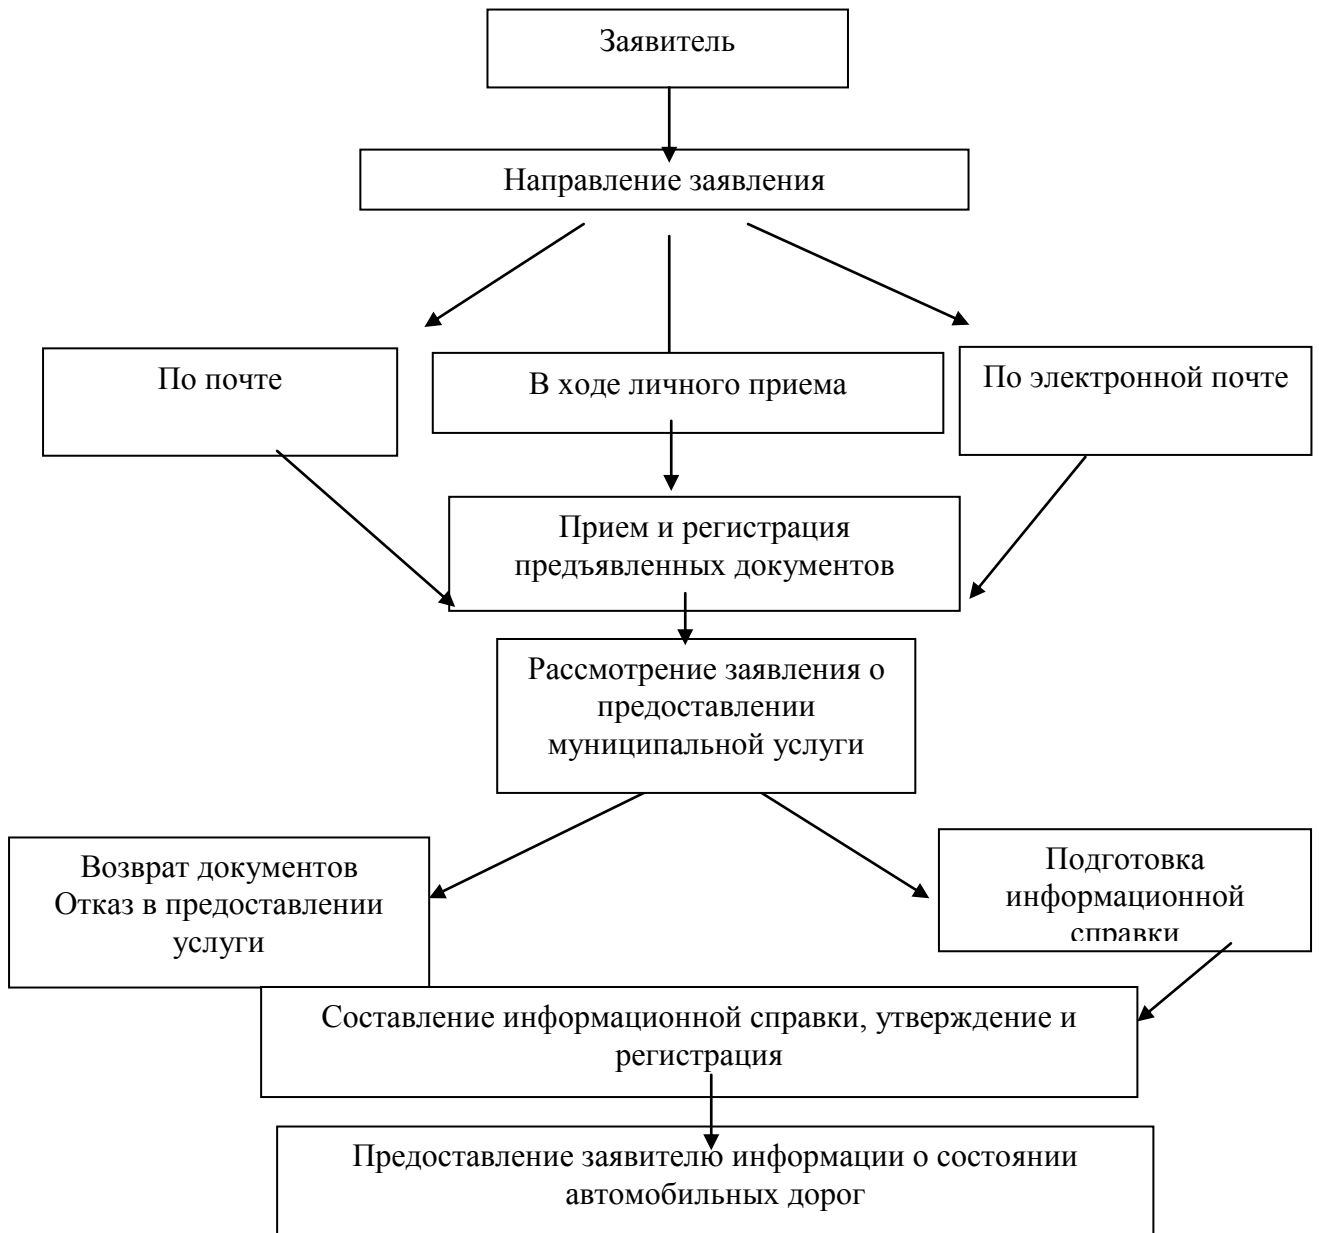 Заявитель
Направление заявления
По почте
В ходе личного приема
По электронной почте
Прием и регистрация
предъявленных документов
Рассмотрение заявления о
предоставлении
муниципальной услуги
Возврат документов
Отказ в предоставлении
услуги
Подготовка
информационной
справки
Составление информационной справки, утверждение и
регистрация
Предоставление заявителю информации о состоянии
автомобильных дорог